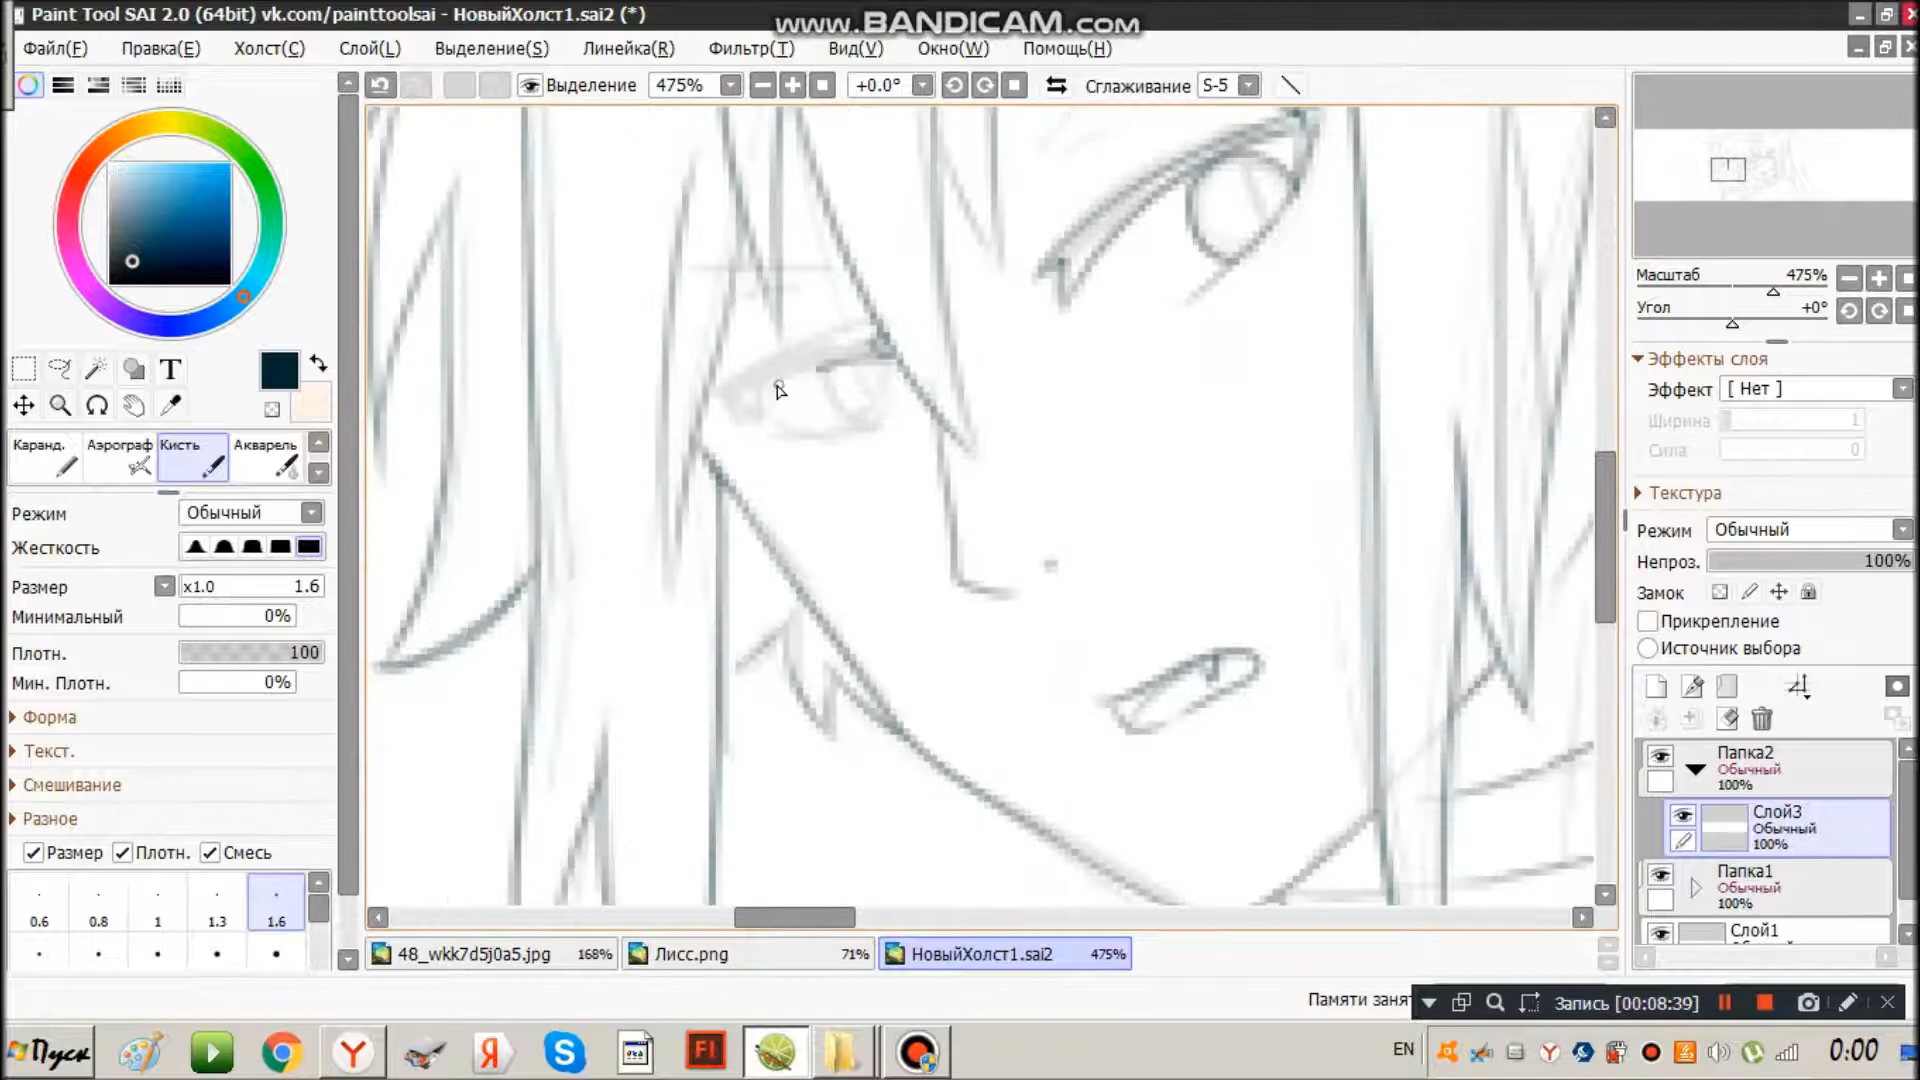 Paint Tool SAI 2.0 (64bit) vk.com/painttoolsai - НовыйХолст1.sai2 (*)
www.BANDICAM.com
Файл(F) Правка(E) Холст(C) Слой(L) Выделение(S) Линейка(R) Фильтр(T) Вид(V) Окно(W) Помощь(H)
Выделение 475% +0.0° Сглаживание S-5
Масштаб 475%
Угол +0°
Эффекты слоя
Эффект [ Нет ]
Ширина 1
Сила 0
Текстура
Режим Обычный
Непроз. 100%
Замок
Прикрепление
Источник выбора
Папка2
Обычный
100%
Слой3
Обычный
100%
Папка1
Обычный
100%
Слой1
T
Каранд. Аэрограф Кисть Акварель
Режим Обычный
Жесткость
Размер x1.0 1.6
Минимальный 0%
Плотн. 100
Мин. Плотн. 0%
Форма
Текст.
Смешивание
Разное
Размер Плотн. Смесь
0.6 0.8 1 1.3 1.6
48_wkk7d5j0a5.jpg 168% Лисс.png 71% НовыйХолст1.sai2 475%
Памяти занят
Запись [00:08:39]
Пуск
EN 0:00